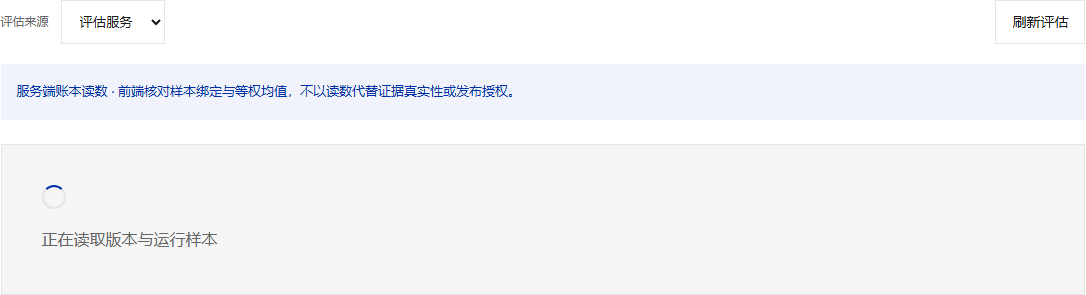 评估来源 评估服务 刷新评估
服务端账本读数 · 前端核对样本绑定与等权均值，不以读数代替证据真实性或发布授权。
正在读取版本与运行样本